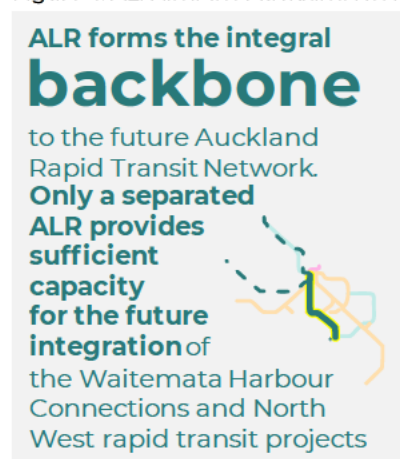 ALR forms the integral
backbone
to the future Auckland
Rapid Transit Network.
Only a separated
ALR provides
sufficient
capacity
for the future
integration of
the Waitemata Harbour
Connections and North
West rapid transit projects